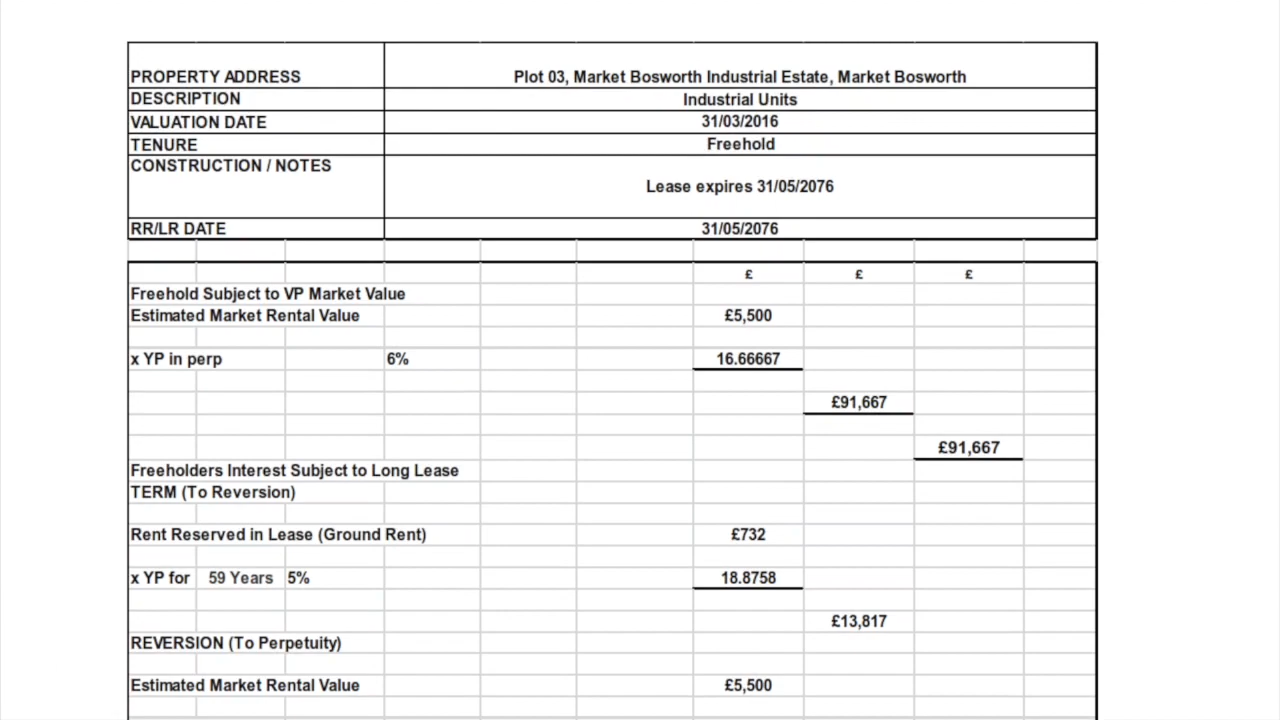 PROPERTY ADDRESS Plot 03, Market Bosworth Industrial Estate, Market Bosworth
DESCRIPTION Industrial Units
VALUATION DATE 31/03/2016
TENURE Freehold
CONSTRUCTION / NOTES
Lease expires 31/05/2076
RR/LR DATE 31/05/2076
£ £ £
Freehold Subject to VP Market Value
Estimated Market Rental Value £5,500
x YP in perp 6% 16.66667
£91,667
£91,667
Freeholders Interest Subject to Long Lease
TERM (To Reversion)
Rent Reserved in Lease (Ground Rent) £732
x YP for 59 Years 5% 18.8758
£13,817
REVERSION (To Perpetuity)
Estimated Market Rental Value £5,500